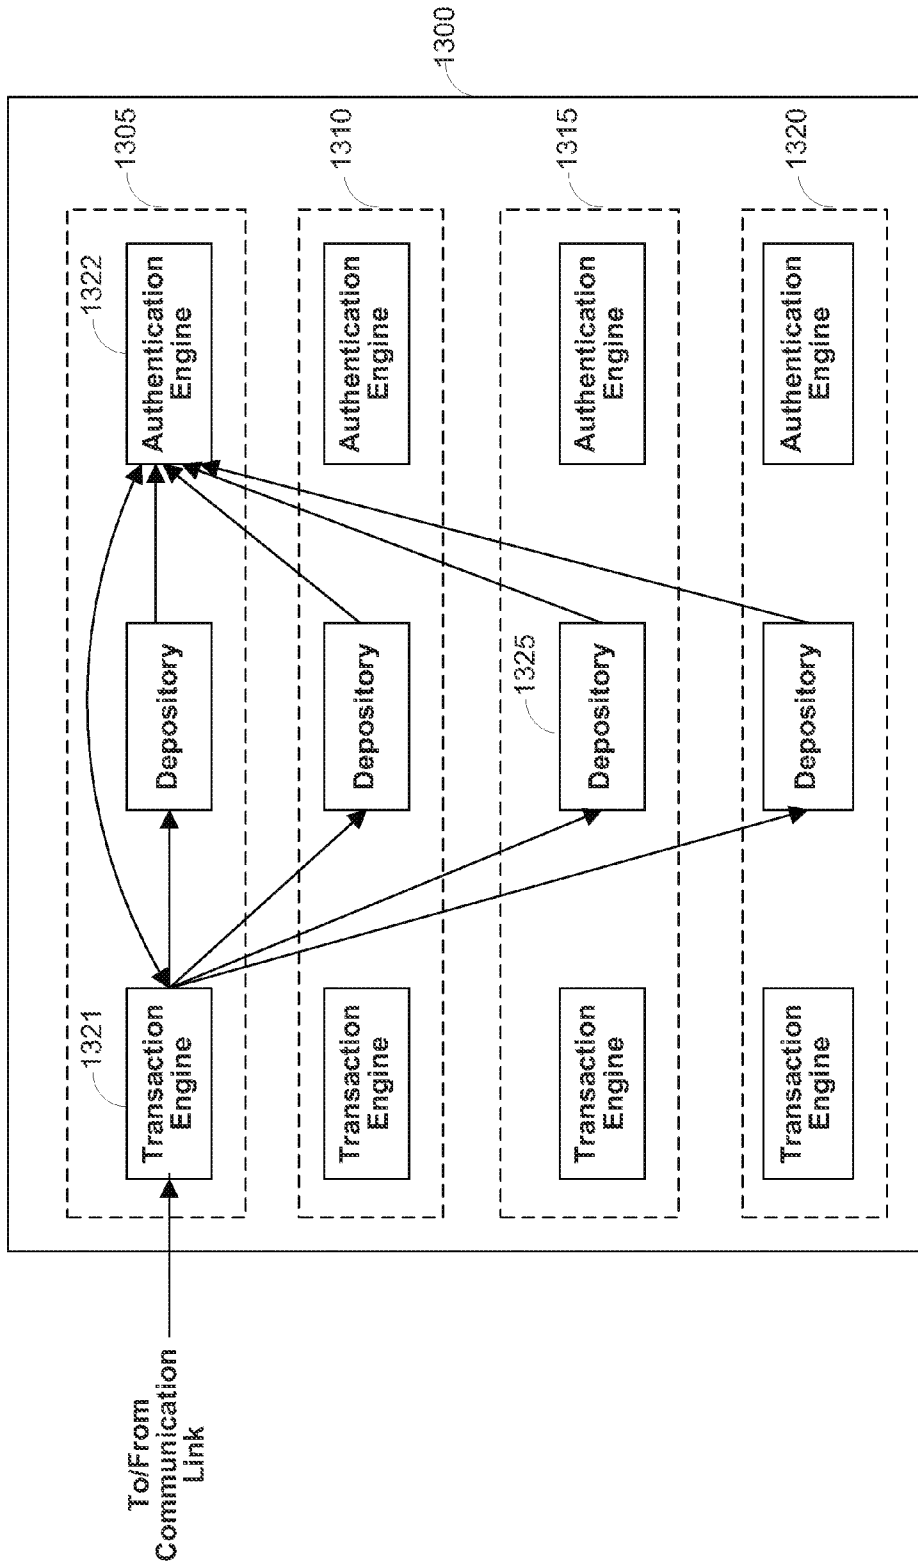 1300
1305
1322
Authentication
Engine
Depository
1321
Transaction
Engine
To/From
Communication
Link
1310
Authentication
Engine
Depository
Transaction
Engine
1315
Authentication
Engine
1325
Depository
Transaction
Engine
1320
Authentication
Engine
Depository
Transaction
Engine